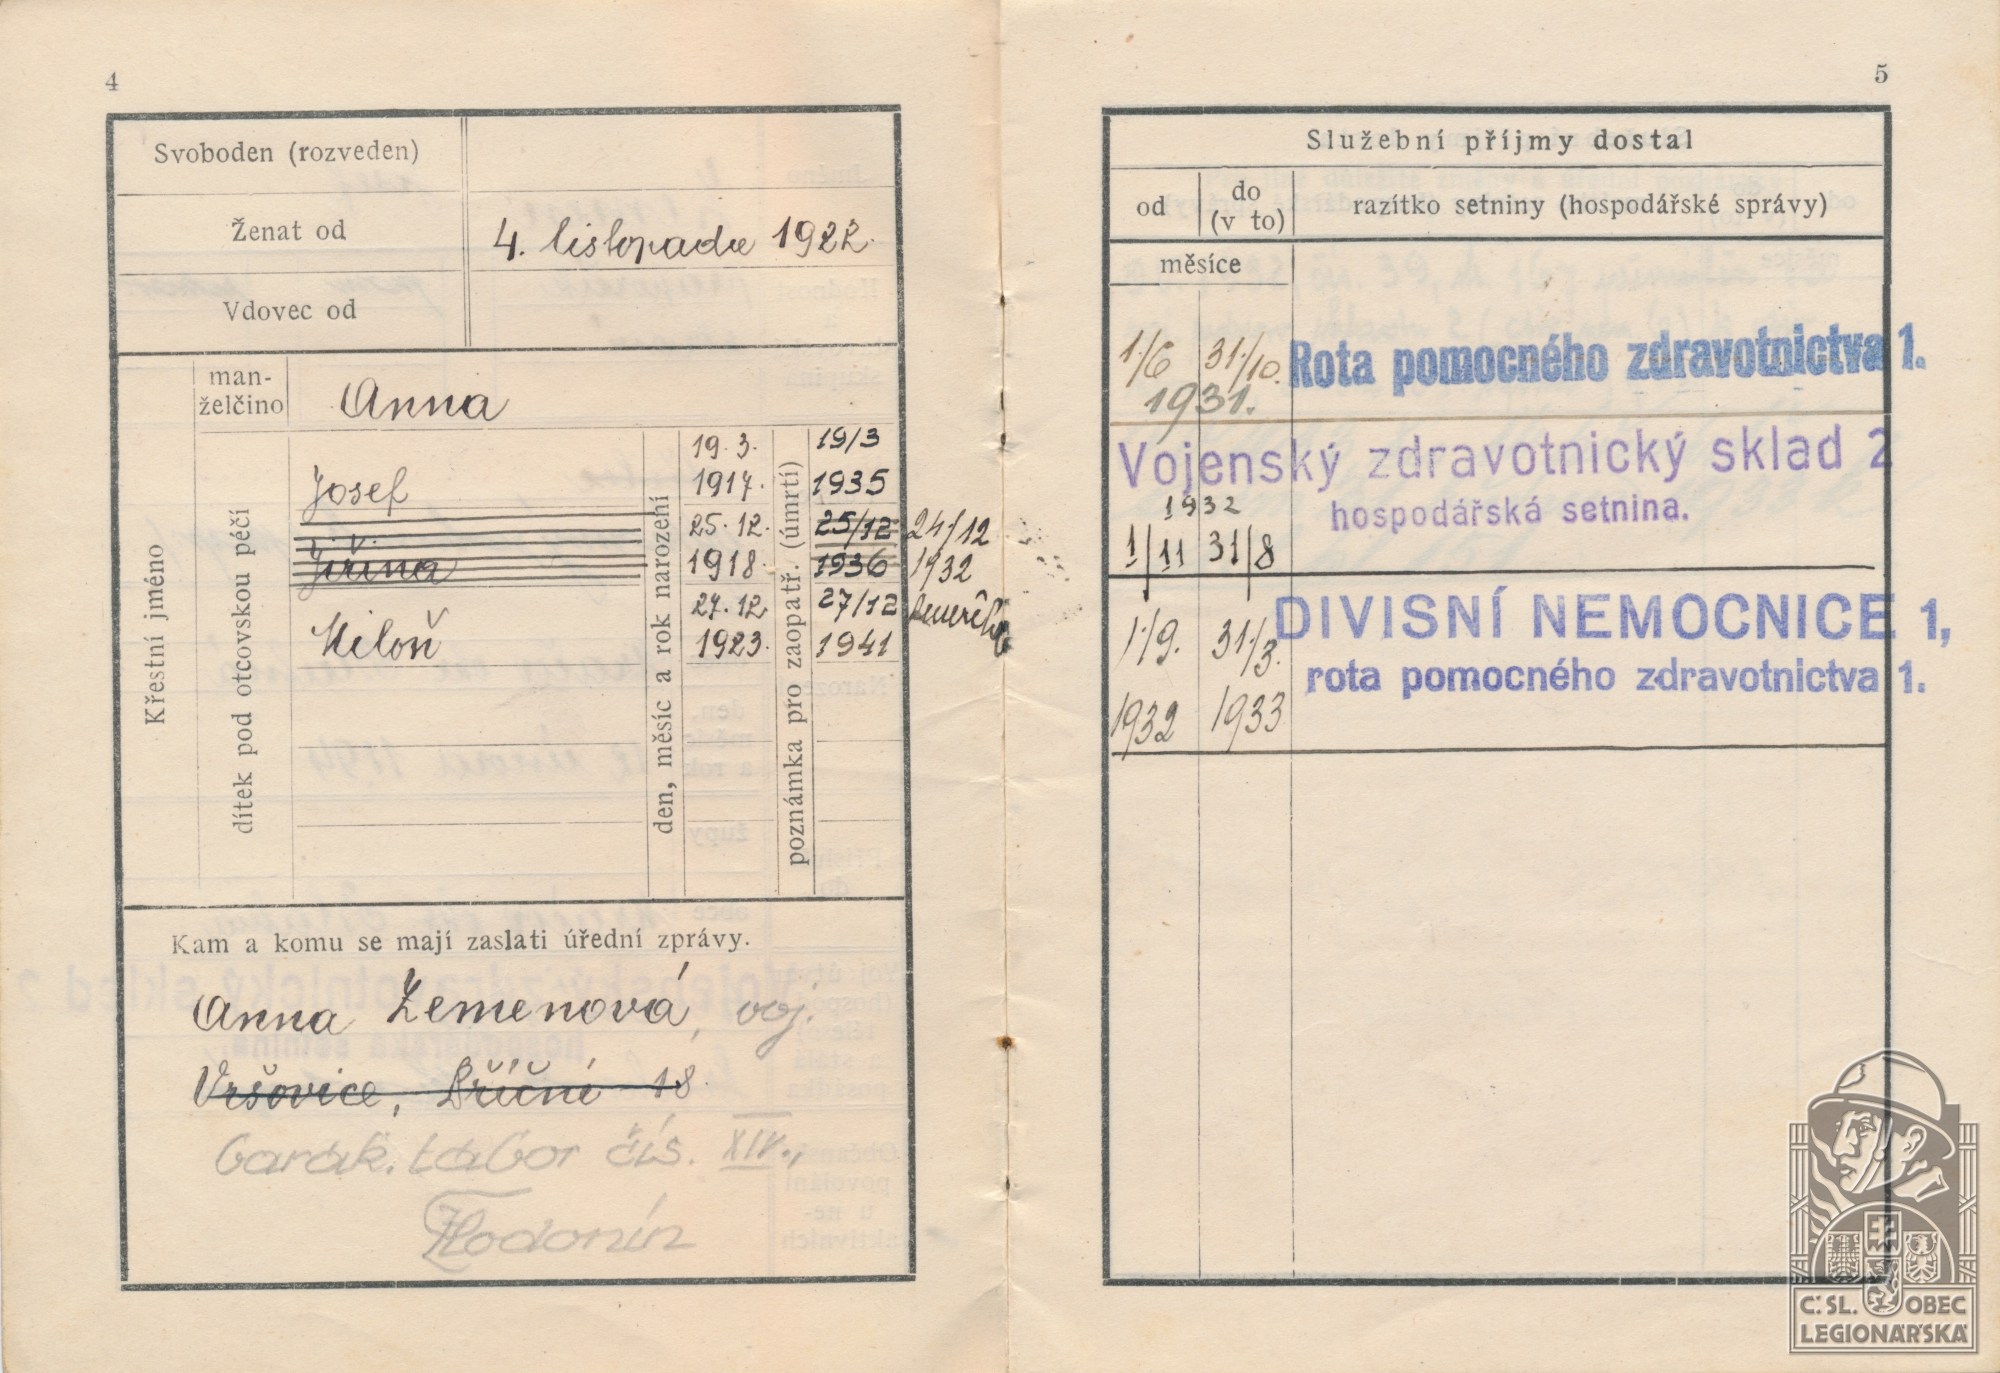 4
Svoboden (rozveden)
Ženat od
4. listopadu 1922.
Vdovec od
Křestní jméno
man-
želčino
Anna
dítek pod otcovskou péčí
den, měsíc a rok narození
poznámka pro zaopatř. (úmrtí)
Josef
19. 3.
1917.
19/3
1935
Jiřina
25. 12.
1918.
25/12
1936
24/12
1932
Miloň
27. 12.
1923.
27/12
1941
Kam a komu se mají zaslati úřední zprávy.
Anna Zemenová, voj.
Vršovice, 18.
barák. tábor čís. XIV.,
Hodonín
5
Služební příjmy dostal
od
do
(v to)
razítko setniny (hospodářské správy)
měsíce
1./6 31./10.
1931.
Rota pomocného zdravotnictva 1.
Vojenský zdravotnický sklad 2
hospodářská setnina.
1932
1/11 31/8
DIVISNÍ NEMOCNICE 1,
rota pomocného zdravotnictva 1.
1./9. 31./3.
1932 1933
Č. SL. OBEC
LEGIONÁŘSKÁ